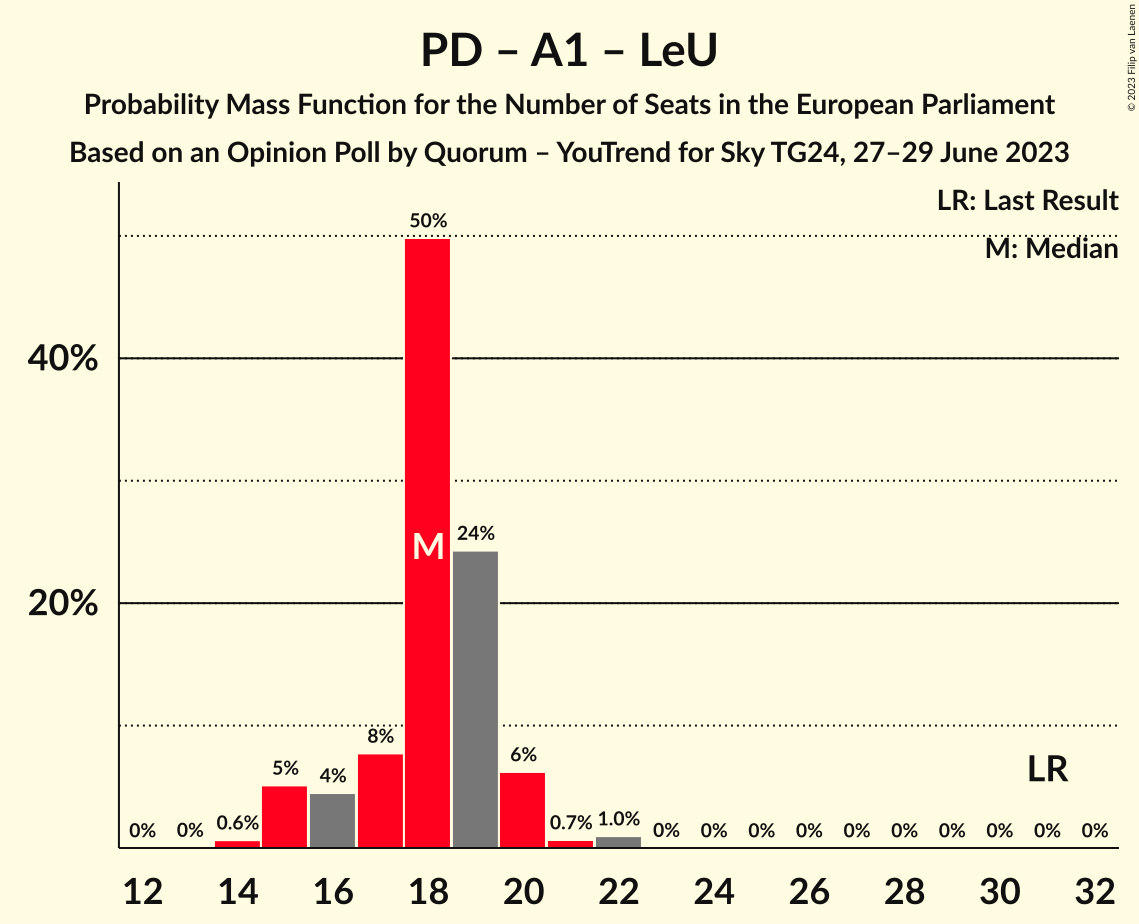 PD – A1 – LeU
Probability Mass Function for the Number of Seats in the European Parliament
Based on an Opinion Poll by Quorum – YouTrend for Sky TG24, 27–29 June 2023
© 2023 Filip van Laenen
LR: Last Result
M: Median
50%
40%
M
24%
20%
8%
6%
LR
5%
4%
0% 0% 0.6% 0.7% 1.0% 0% 0% 0% 0% 0% 0% 0% 0% 0% 0%
12 14 16 18 20 22 24 26 28 30 32